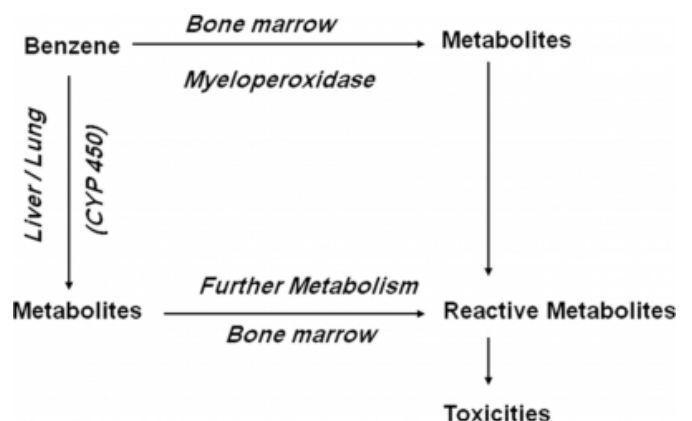 Bone marrow
Benzene
Metabolites
Myeloperoxidase
Liver / Lung
(CYP 450)
Further Metabolism
Metabolites
Reactive Metabolites
Bone marrow
Toxicities